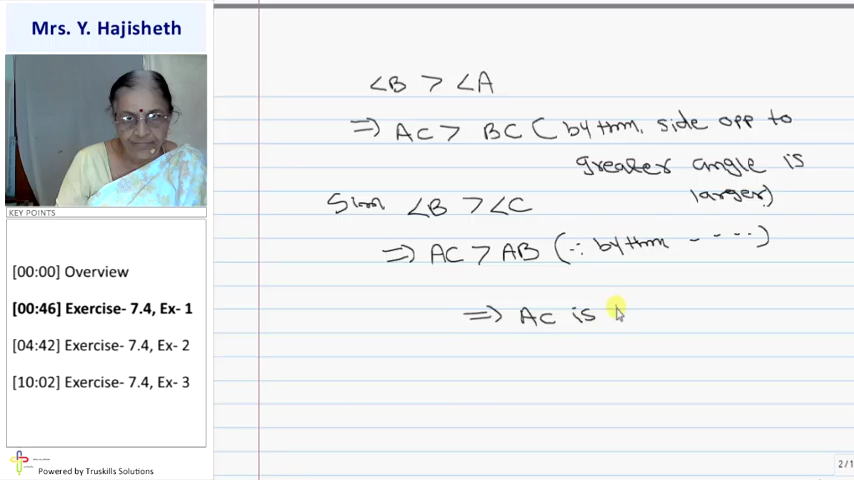 Mrs. Y. Hajisheth
KEY POINTS
[00:00] Overview
[00:46] Exercise- 7.4, Ex- 1
[04:42] Exercise- 7.4, Ex- 2
[10:02] Exercise- 7.4, Ex- 3
Powered by Truskills Solutions
∠B > ∠A
⇒ AC > BC ( by thm. side opp to
greater angle is
larger)
Sim ∠B > ∠C
⇒ AC > AB (∵ by thm - - ...)
⇒ AC is
2/1